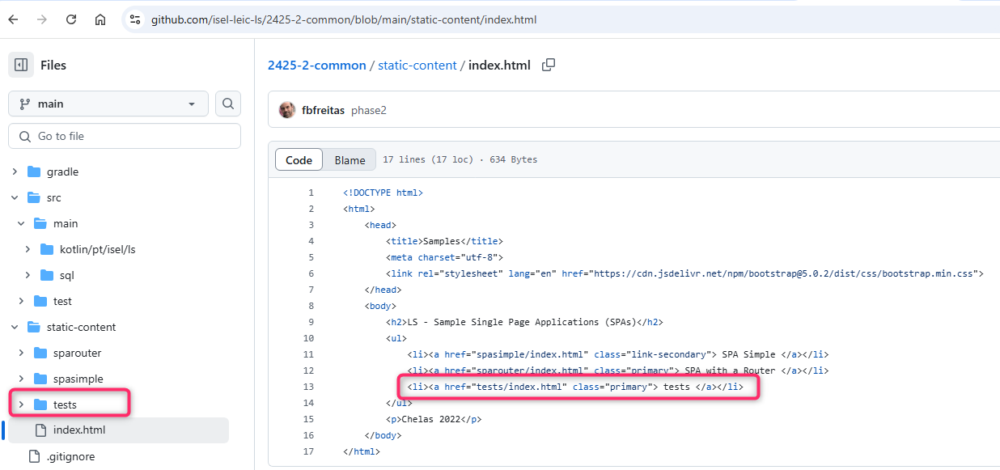 github.com/isel-leic-ls/2425-2-common/blob/main/static-content/index.html
Files
main
Go to file
gradle
src
main
kotlin/pt/isel/ls
sql
test
static-content
sparouter
spasimple
tests
index.html
.gitignore
2425-2-common / static-content / index.html
fbfreitas phase2
Code Blame 17 lines (17 loc) · 634 Bytes
1 <!DOCTYPE html>
2 <html>
3 <head>
4 <title>Samples</title>
5 <meta charset="utf-8">
6 <link rel="stylesheet" lang="en" href="https://cdn.jsdelivr.net/npm/bootstrap@5.0.2/dist/css/bootstrap.min.css">
7 </head>
8 <body>
9 <h2>LS - Sample Single Page Applications (SPAs)</h2>
10 <ul>
11 <li><a href="spasimple/index.html" class="link-secondary"> SPA Simple </a></li>
12 <li><a href="sparouter/index.html" class="primary"> SPA with a Router </a></li>
13 <li><a href="tests/index.html" class="primary"> tests </a></li>
14 </ul>
15 <p>Chelas 2022</p>
16 </body>
17 </html>